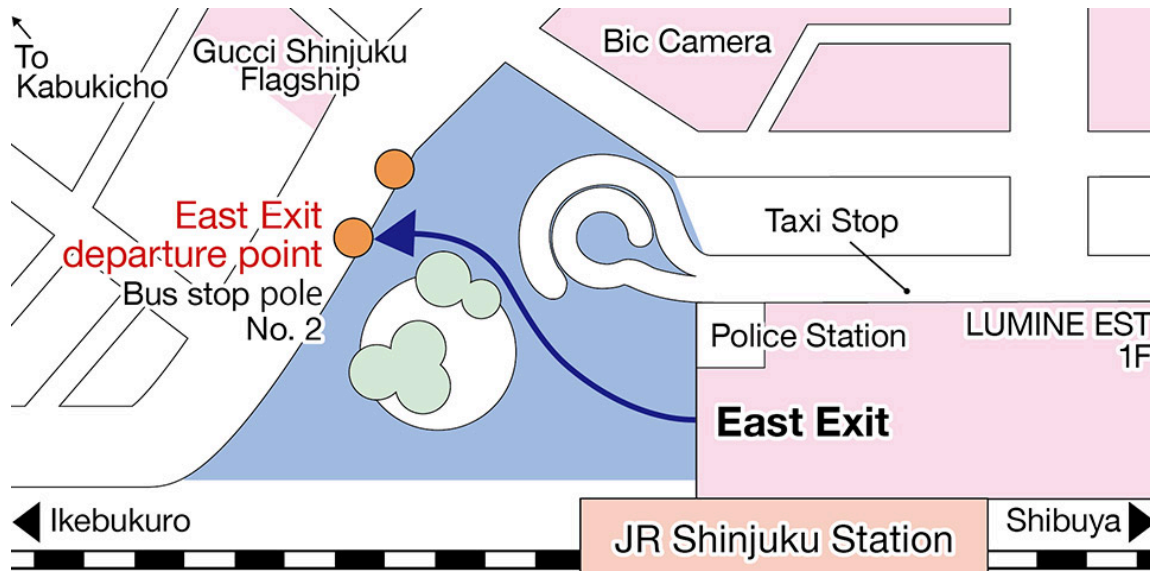 To
Kabukicho
Gucci Shinjuku
Flagship
Bic Camera
East Exit
departure point
Bus stop pole
No. 2
Taxi Stop
Police Station
LUMINE EST
1F
East Exit
Ikebukuro
JR Shinjuku Station
Shibuya